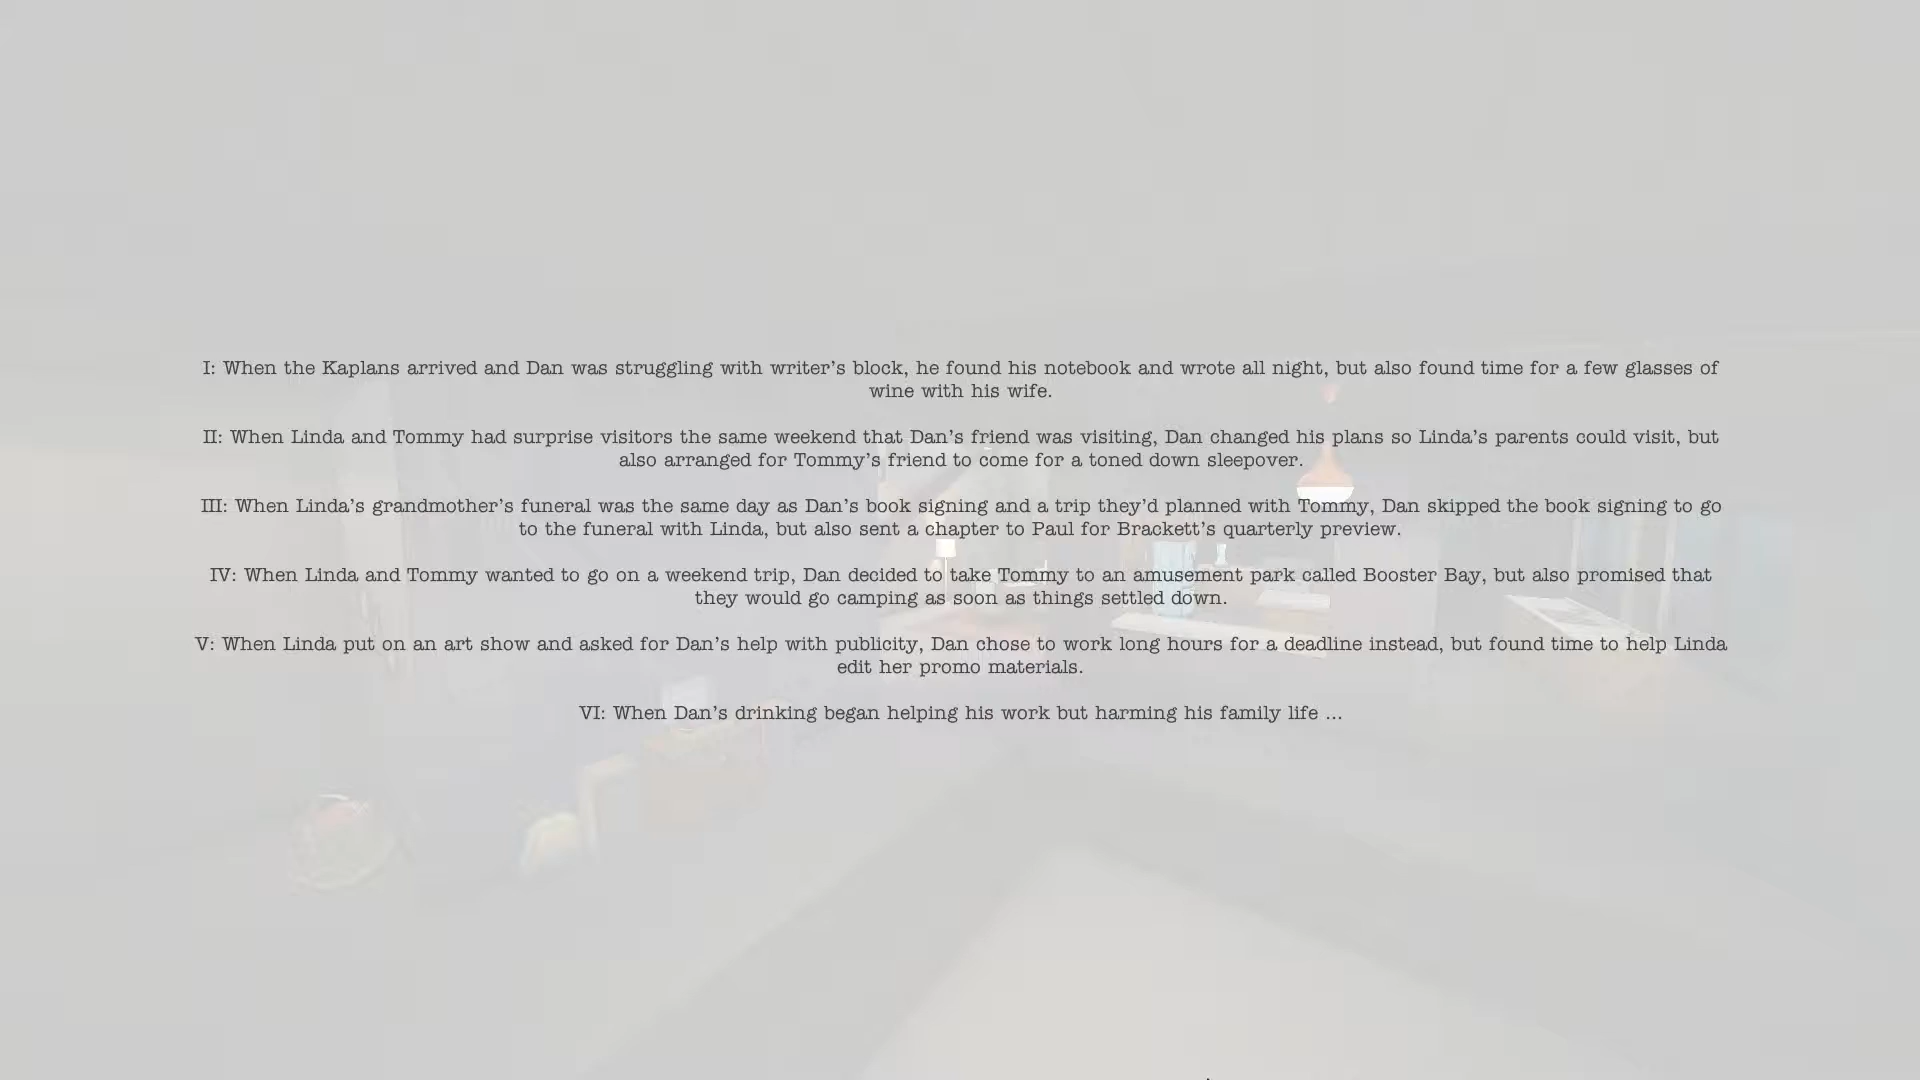 I: When the Kaplans arrived and Dan was struggling with writer's block, he found his notebook and wrote all night, but also found time for a few glasses of
wine with his wife.
II: When Linda and Tommy had surprise visitors the same weekend that Dan's friend was visiting, Dan changed his plans so Linda's parents could visit, but
also arranged for Tommy's friend to come for a toned down sleepover.
III: When Linda's grandmother's funeral was the same day as Dan's book signing and a trip they'd planned with Tommy, Dan skipped the book signing to go
to the funeral with Linda, but also sent a chapter to Paul for Brackett's quarterly preview.
IV: When Linda and Tommy wanted to go on a weekend trip, Dan decided to take Tommy to an amusement park called Booster Bay, but also promised that
they would go camping as soon as things settled down.
V: When Linda put on an art show and asked for Dan's help with publicity, Dan chose to work long hours for a deadline instead, but found time to help Linda
edit her promo materials.
VI: When Dan's drinking began helping his work but harming his family life ...